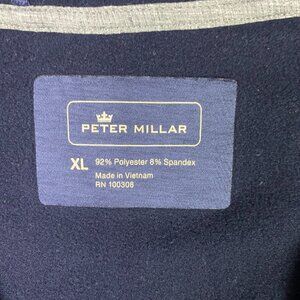 PETER MILLAR
XL 92% Polyester 8% Spandex
Made in Vietnam
RN 100308